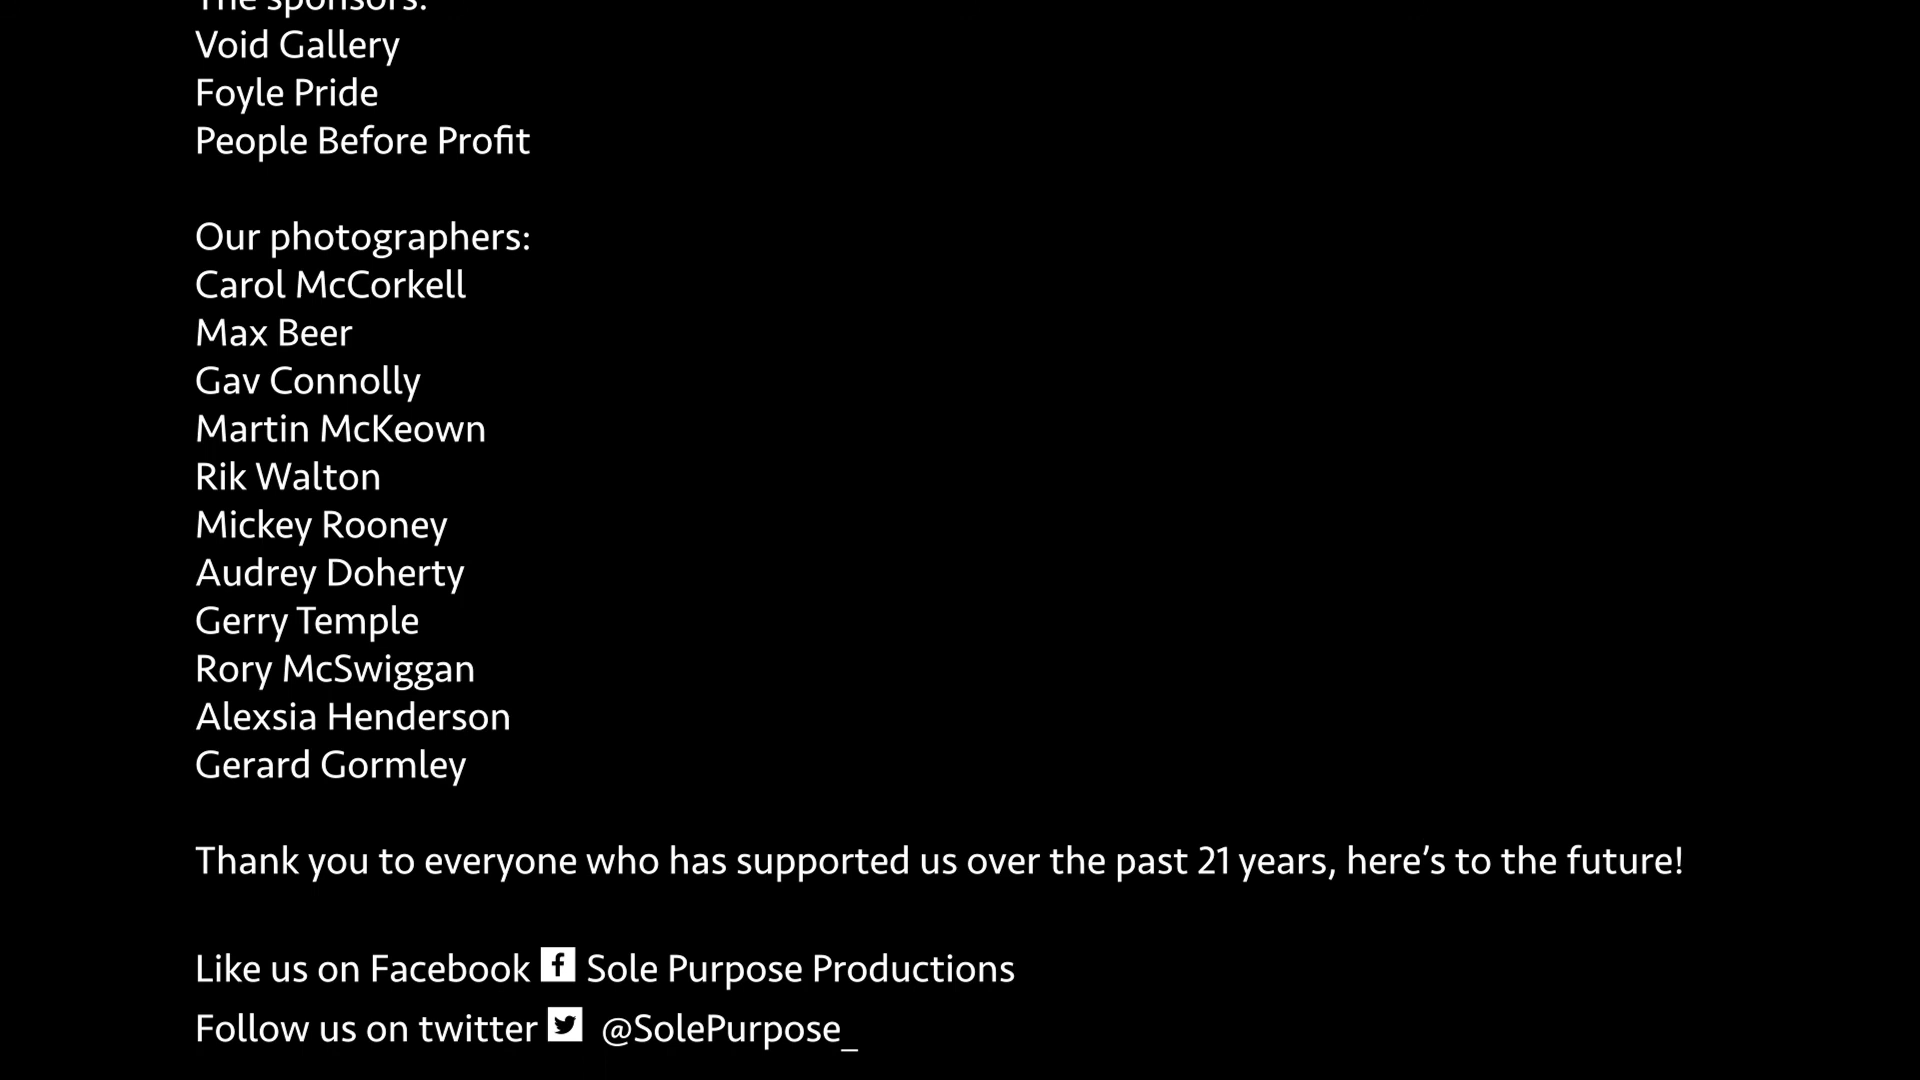 The sponsors:
Void Gallery
Foyle Pride
People Before Profit
Our photographers:
Carol McCorkell
Max Beer
Gav Connolly
Martin McKeown
Rik Walton
Mickey Rooney
Audrey Doherty
Gerry Temple
Rory McSwiggan
Alexsia Henderson
Gerard Gormley
Thank you to everyone who has supported us over the past 21 years, here’s to the future!
Like us on Facebook Sole Purpose Productions
Follow us on twitter @SolePurpose_